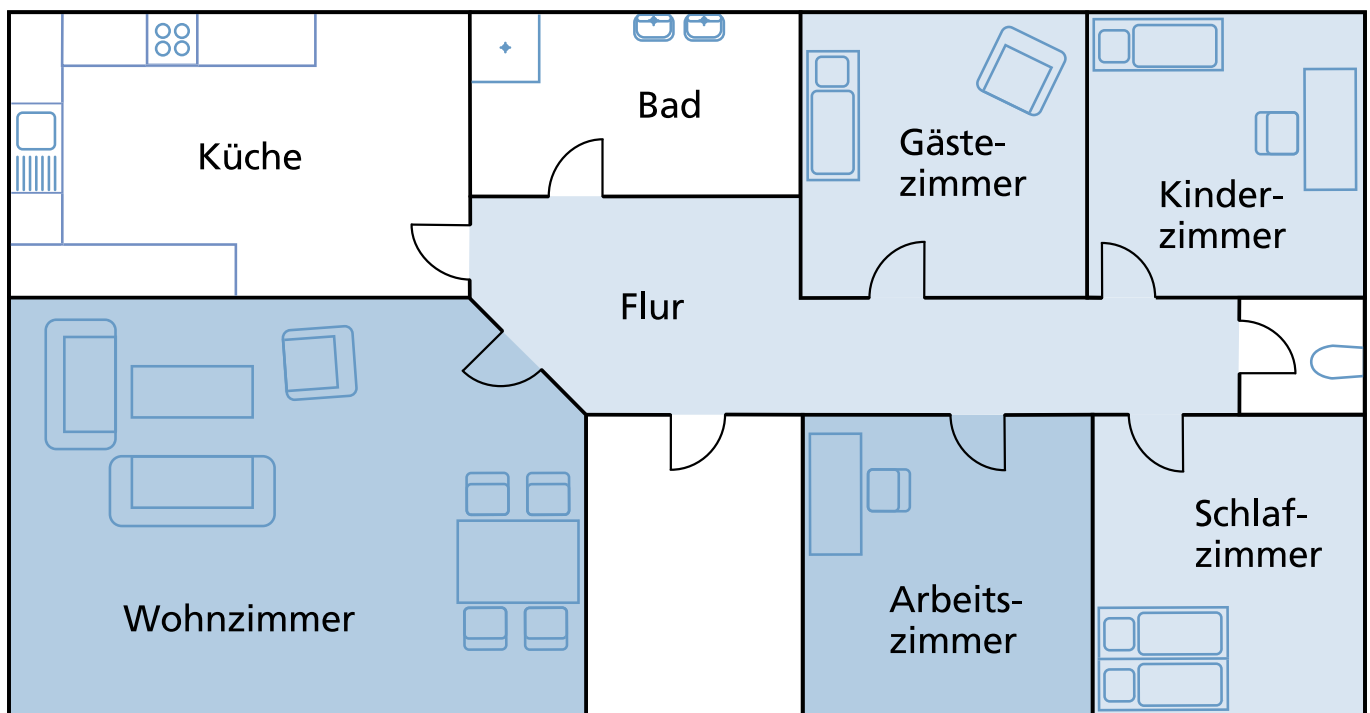 Küche
Bad
Gäste-
zimmer
Kinder-
zimmer
Flur
Wohnzimmer
Arbeits-
zimmer
Schlaf-
zimmer